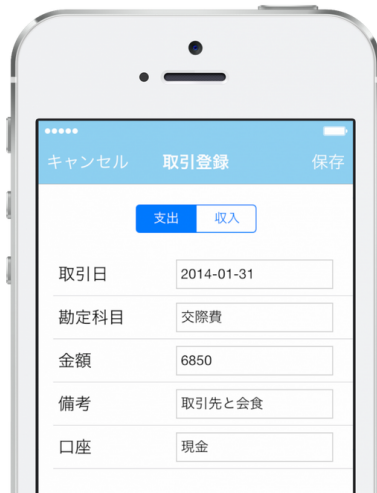 キャンセル 取引登録 保存
支出 収入
取引日 2014-01-31
勘定科目 交際費
金額 6850
備考 取引先と会食
口座 現金